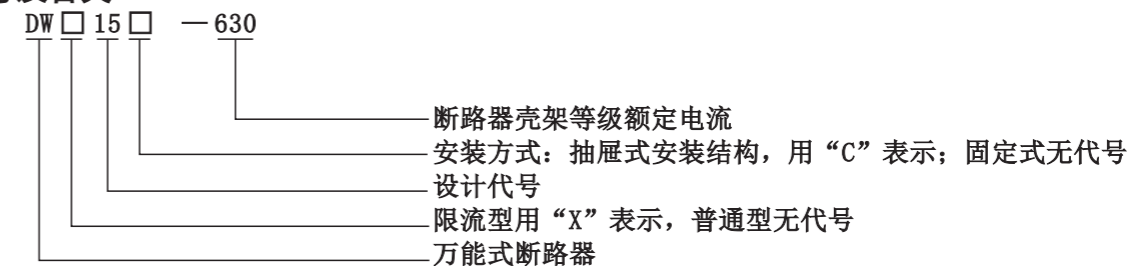 DW□15□ —630
断路器壳架等级额定电流
安装方式：抽屉式安装结构，用“C”表示；固定式无代号
设计代号
限流型用“X”表示，普通型无代号
万能式断路器